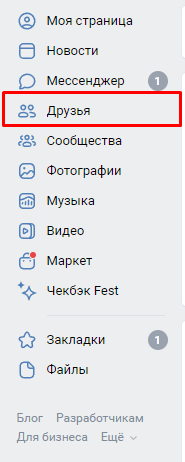 Моя страница
Новости
Мессенджер 1
Друзья
Сообщества
Фотографии
Музыка
Видео
Маркет
Чекбэк Fest
Закладки 1
Файлы
Блог Разработчикам
Для бизнеса Ещё